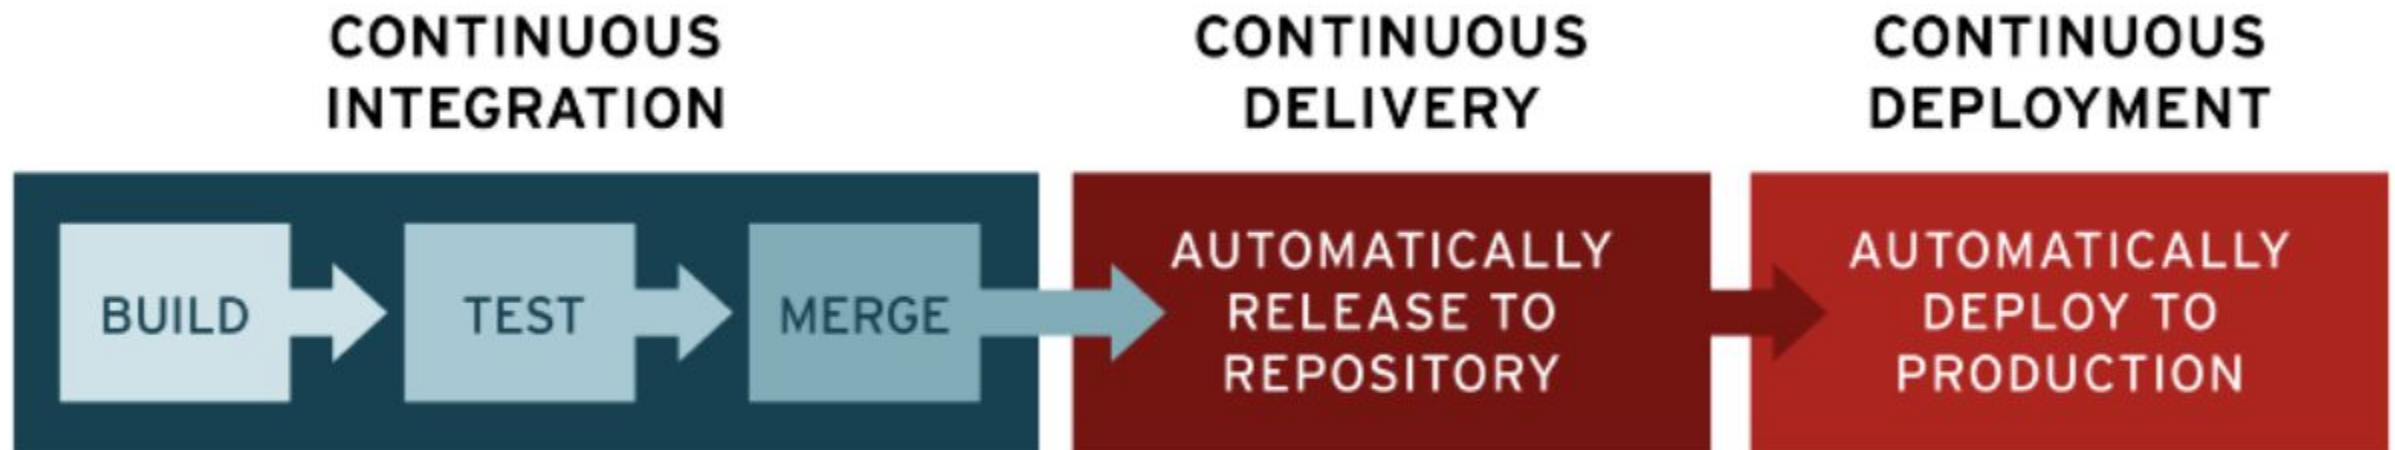 CONTINUOUS
INTEGRATION
CONTINUOUS
DELIVERY
CONTINUOUS
DEPLOYMENT
BUILD
TEST
MERGE
AUTOMATICALLY
RELEASE TO
REPOSITORY
AUTOMATICALLY
DEPLOY TO
PRODUCTION